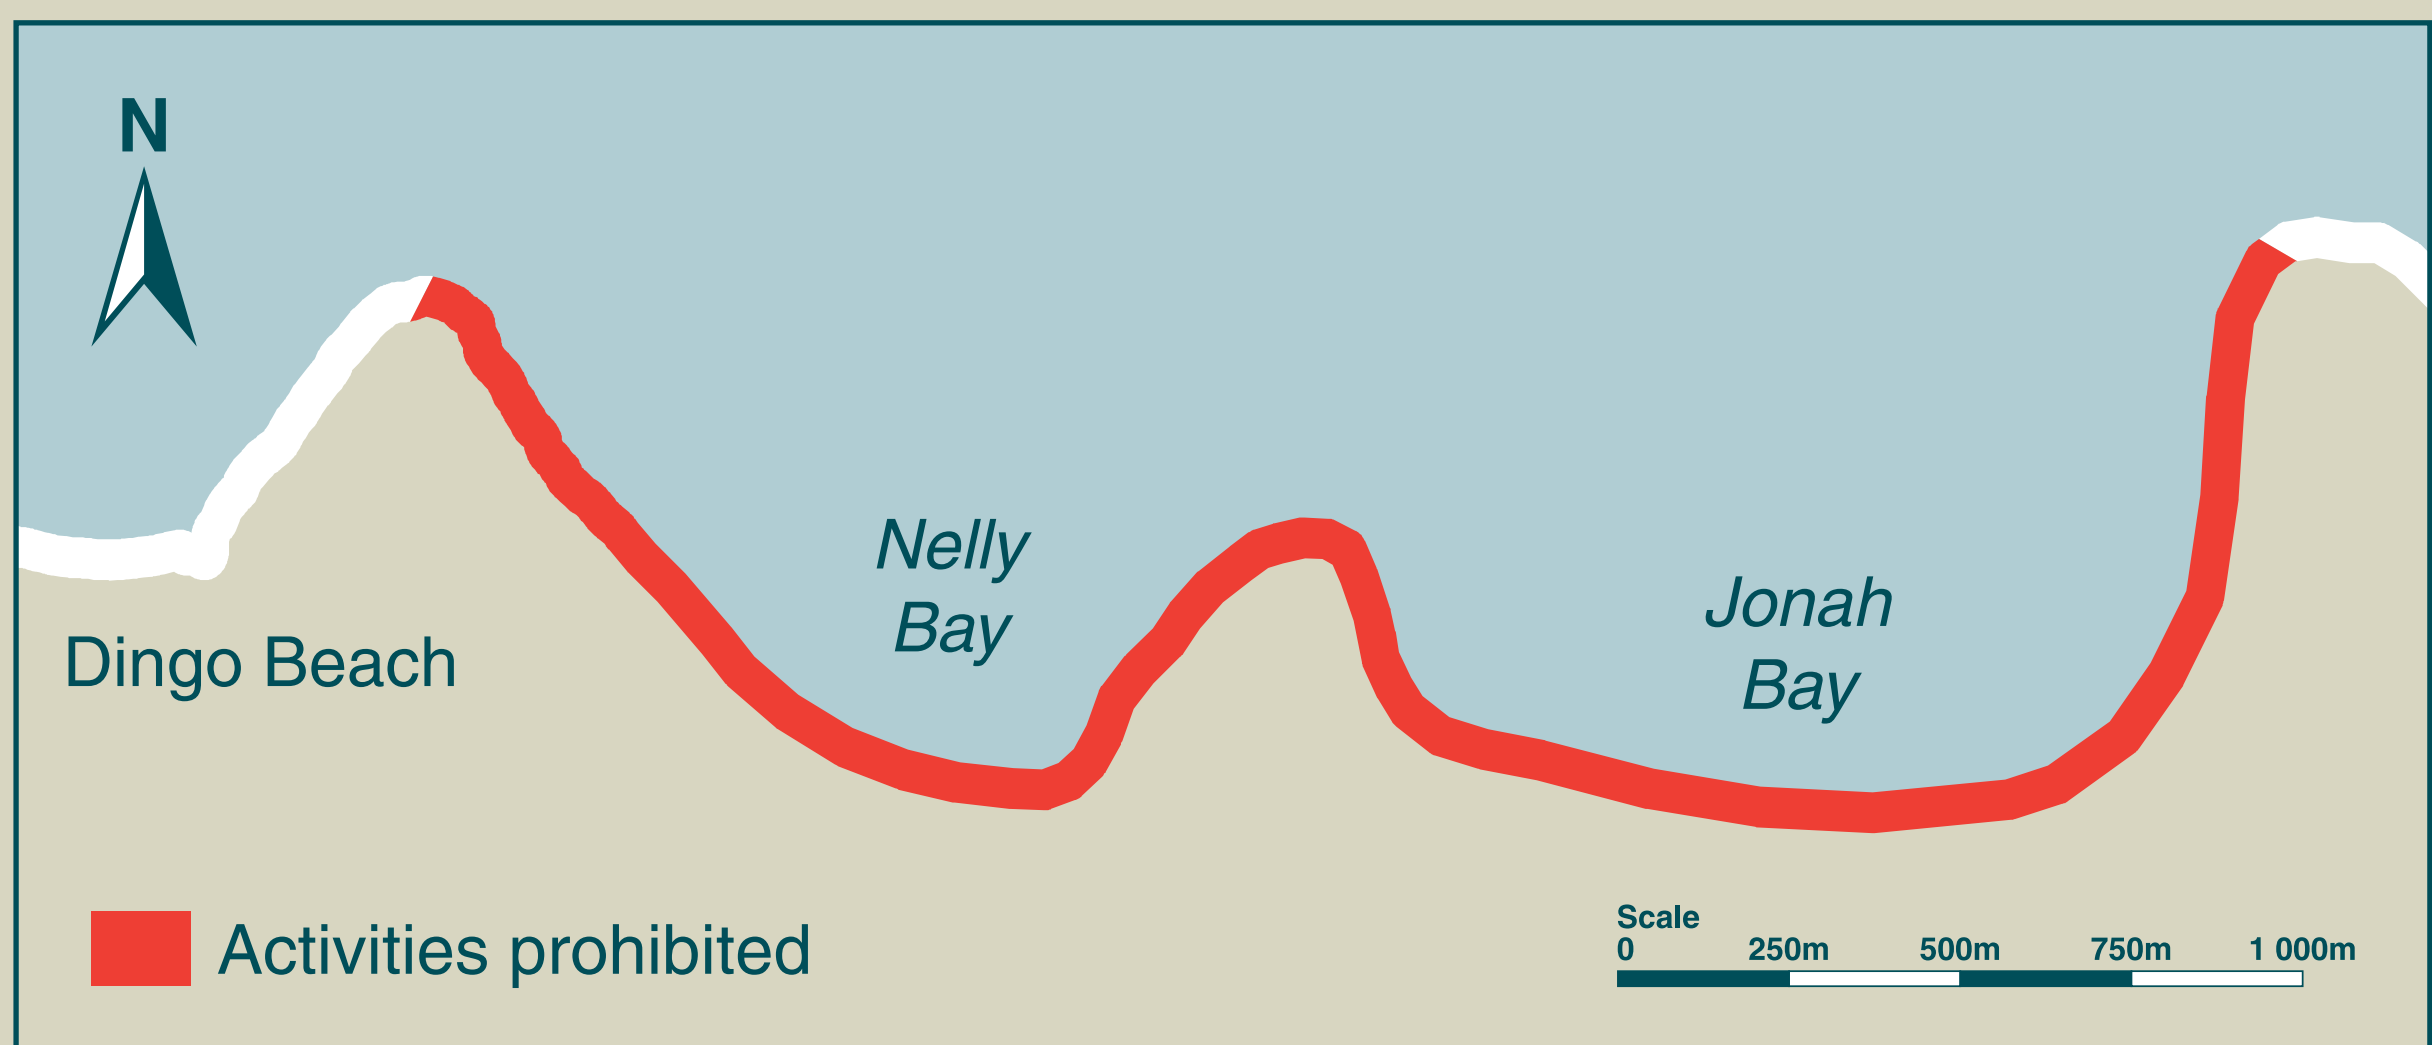 N
Nelly
Bay
Jonah
Bay
Dingo Beach
Activities prohibited
Scale
0 250m 500m 750m 1 000m